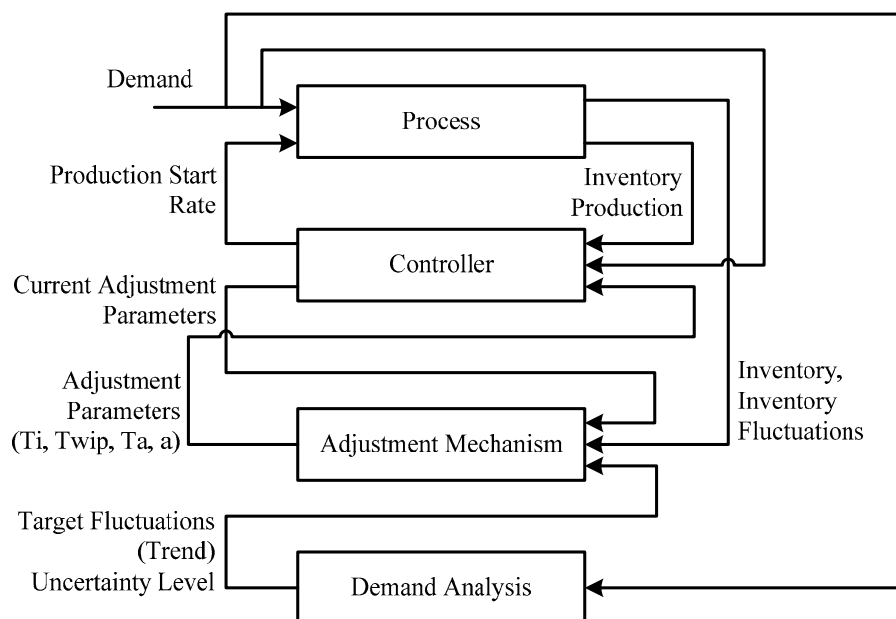 Demand
Process
Production Start
Rate
Inventory
Production
Controller
Current Adjustment
Parameters
Adjustment
Parameters
(Ti, Twip, Ta, a)
Inventory,
Inventory
Fluctuations
Adjustment Mechanism
Target Fluctuations
(Trend)
Uncertainty Level
Demand Analysis